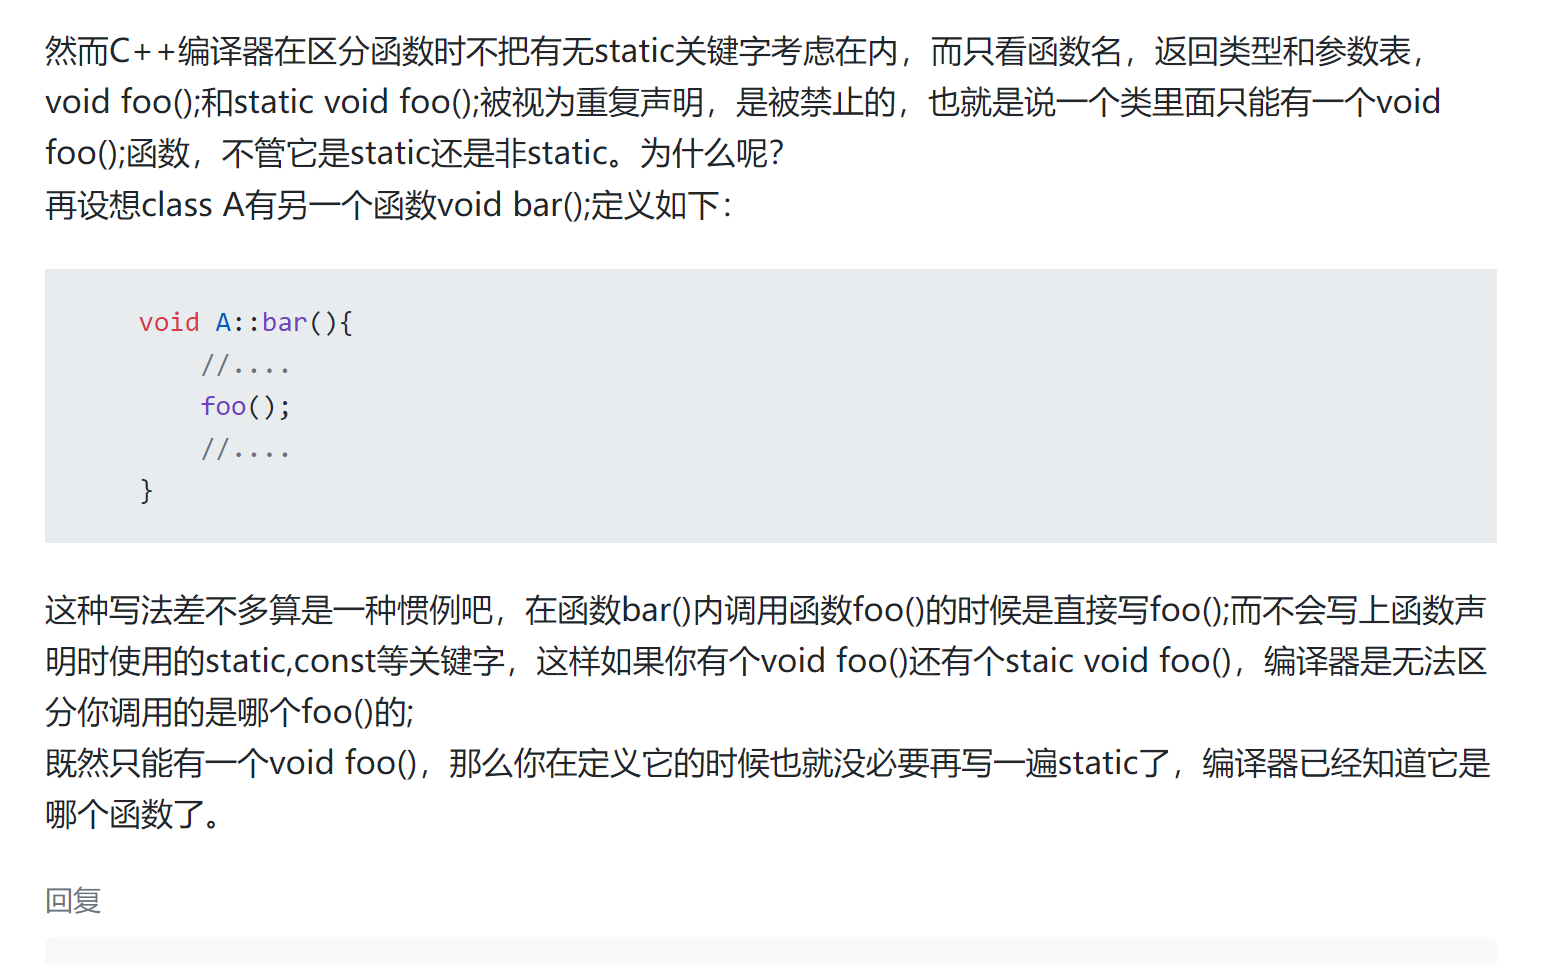 然而C++编译器在区分函数时不把有无static关键字考虑在内，而只看函数名，返回类型和参数表，
void foo();和static void foo();被视为重复声明，是被禁止的，也就是说一个类里面只能有一个void
foo();函数，不管它是static还是非static。为什么呢？
再设想class A有另一个函数void bar();定义如下：
void A::bar(){
//....
foo();
//....
}
这种写法差不多算是一种惯例吧，在函数bar()内调用函数foo()的时候是直接写foo();而不会写上函数声
明时使用的static,const等关键字，这样如果你有个void foo()还有个staic void foo()，编译器是无法区
分你调用的是哪个foo()的;
既然只能有一个void foo()，那么你在定义它的时候也就没必要再写一遍static了，编译器已经知道它是
哪个函数了。
回复